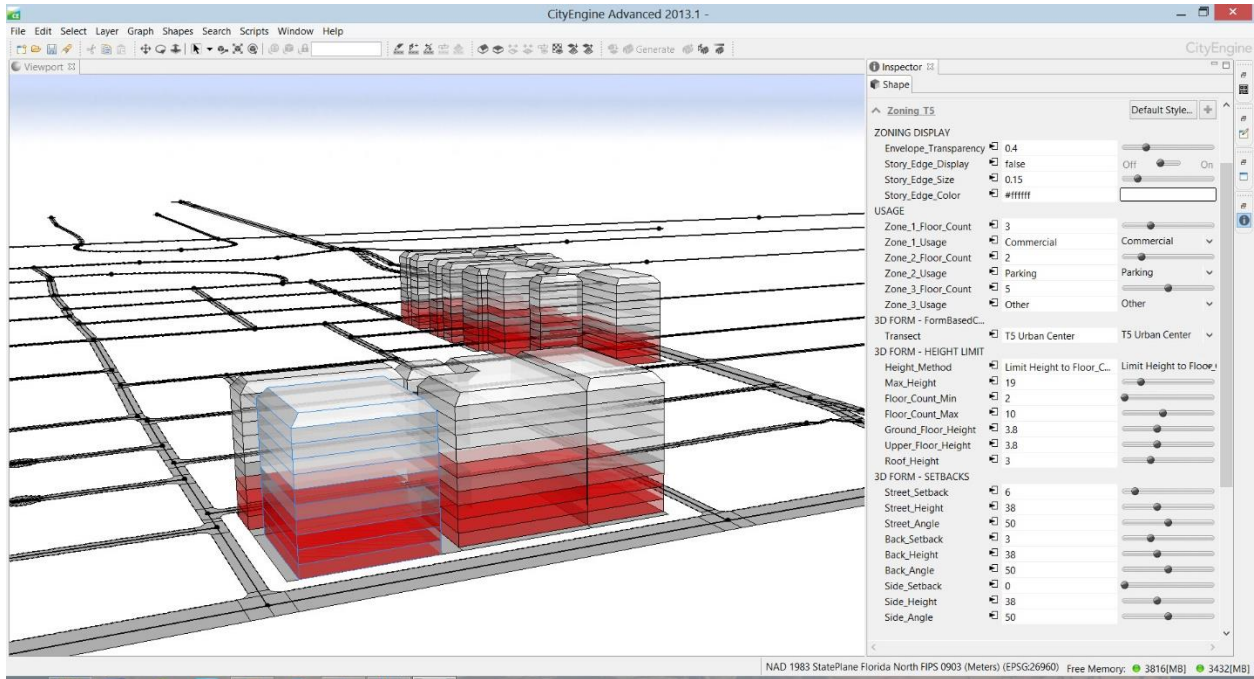 CityEngine Advanced 2013.1 -
File Edit Select Layer Graph Shapes Search Scripts Window Help
Generate
CityEngine
Viewport
Inspector
Shape
Zoning T5 Default Style...
ZONING DISPLAY
Envelope_Transparency 0.4
Story_Edge_Display false Off On
Story_Edge_Size 0.15
Story_Edge_Color #ffffff
USAGE
Zone_1_Floor_Count 3
Zone_1_Usage Commercial Commercial
Zone_2_Floor_Count 2
Zone_2_Usage Parking Parking
Zone_3_Floor_Count 5
Zone_3_Usage Other Other
3D FORM - FormBasedC...
Transect T5 Urban Center T5 Urban Center
3D FORM - HEIGHT LIMIT
Height_Method Limit Height to Floor_C... Limit Height to Floor_
Max_Height 19
Floor_Count_Min 2
Floor_Count_Max 10
Ground_Floor_Height 3.8
Upper_Floor_Height 3.8
Roof_Height 3
3D FORM - SETBACKS
Street_Setback 6
Street_Height 38
Street_Angle 50
Back_Setback 3
Back_Height 38
Back_Angle 50
Side_Setback 0
Side_Height 38
Side_Angle 50
NAD 1983 StatePlane Florida North FIPS 0903 (Meters) (EPSG:26960) Free Memory: 3816[MB] 3432[MB]